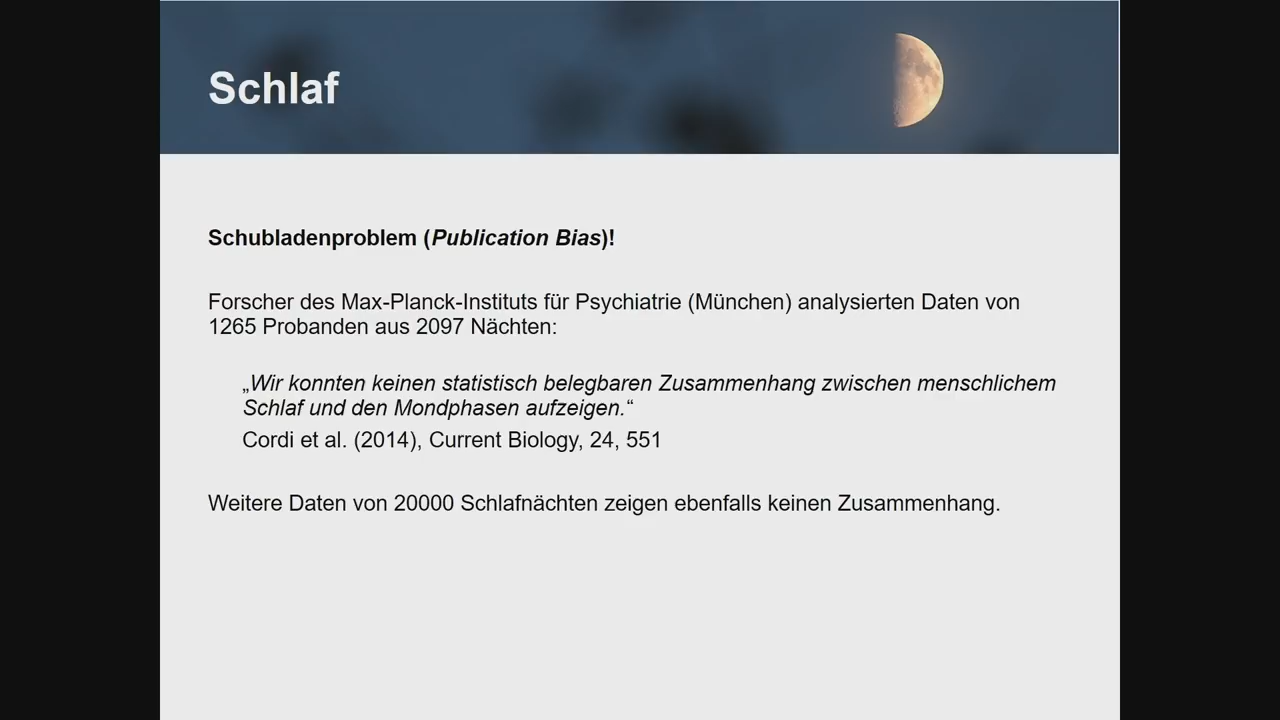 Schlaf
Schubladenproblem (Publication Bias)!
Forscher des Max-Planck-Instituts für Psychiatrie (München) analysierten Daten von
1265 Probanden aus 2097 Nächten:
„Wir konnten keinen statistisch belegbaren Zusammenhang zwischen menschlichem
Schlaf und den Mondphasen aufzeigen.“
Cordi et al. (2014), Current Biology, 24, 551
Weitere Daten von 20000 Schlafnächten zeigen ebenfalls keinen Zusammenhang.